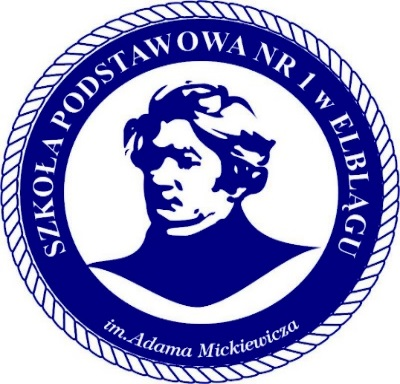 SZKOŁA PODSTAWOWA NR 1 w ELBLĄGU
im. Adama Mickiewicza